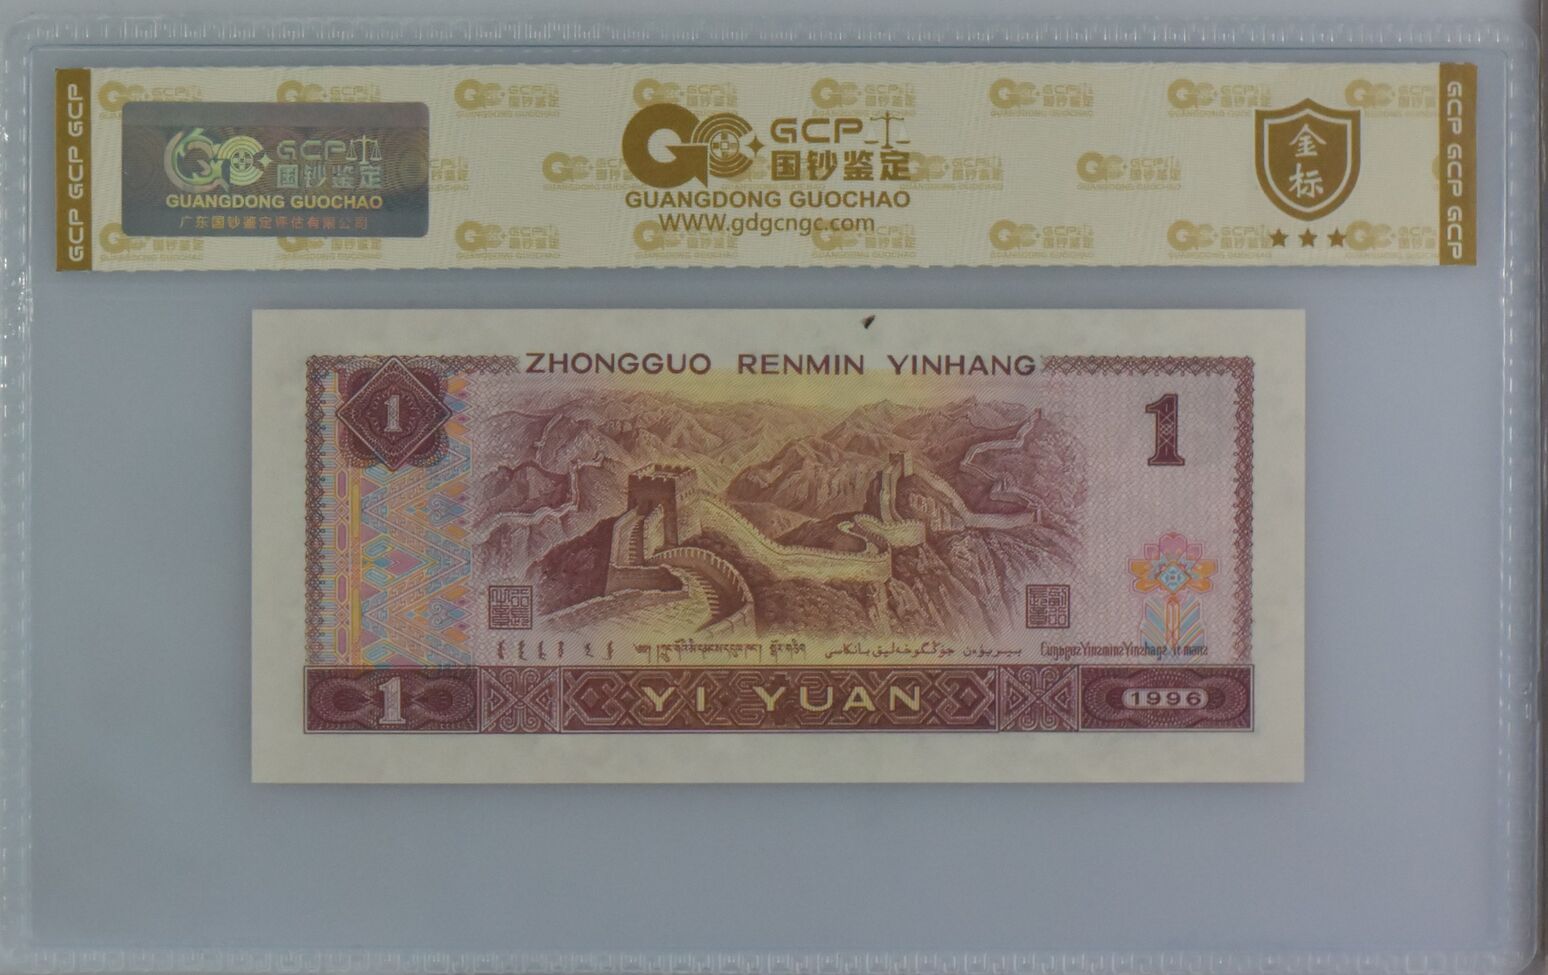 GCP GCP
GCP GCP
GCP
国钞鉴定
GUANGDONG GUOCHAO
广东国钞鉴定评估有限公司
GCP
国钞鉴定
GUANGDONG GUOCHAO
WWW.gdgcngc.com
金标
ZHONGGUO RENMIN YINHANG
1
1
1
YI YUAN
1996